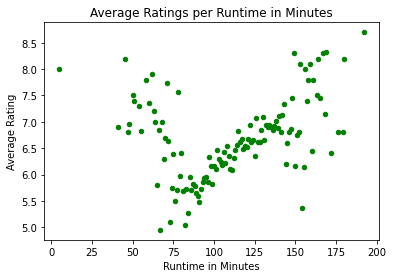 Average Ratings per Runtime in Minutes
8.5
8.0
7.5
7.0
6.5
6.0
5.5
5.0
Average Rating
0 25 50 75 100 125 150 175 200
Runtime in Minutes